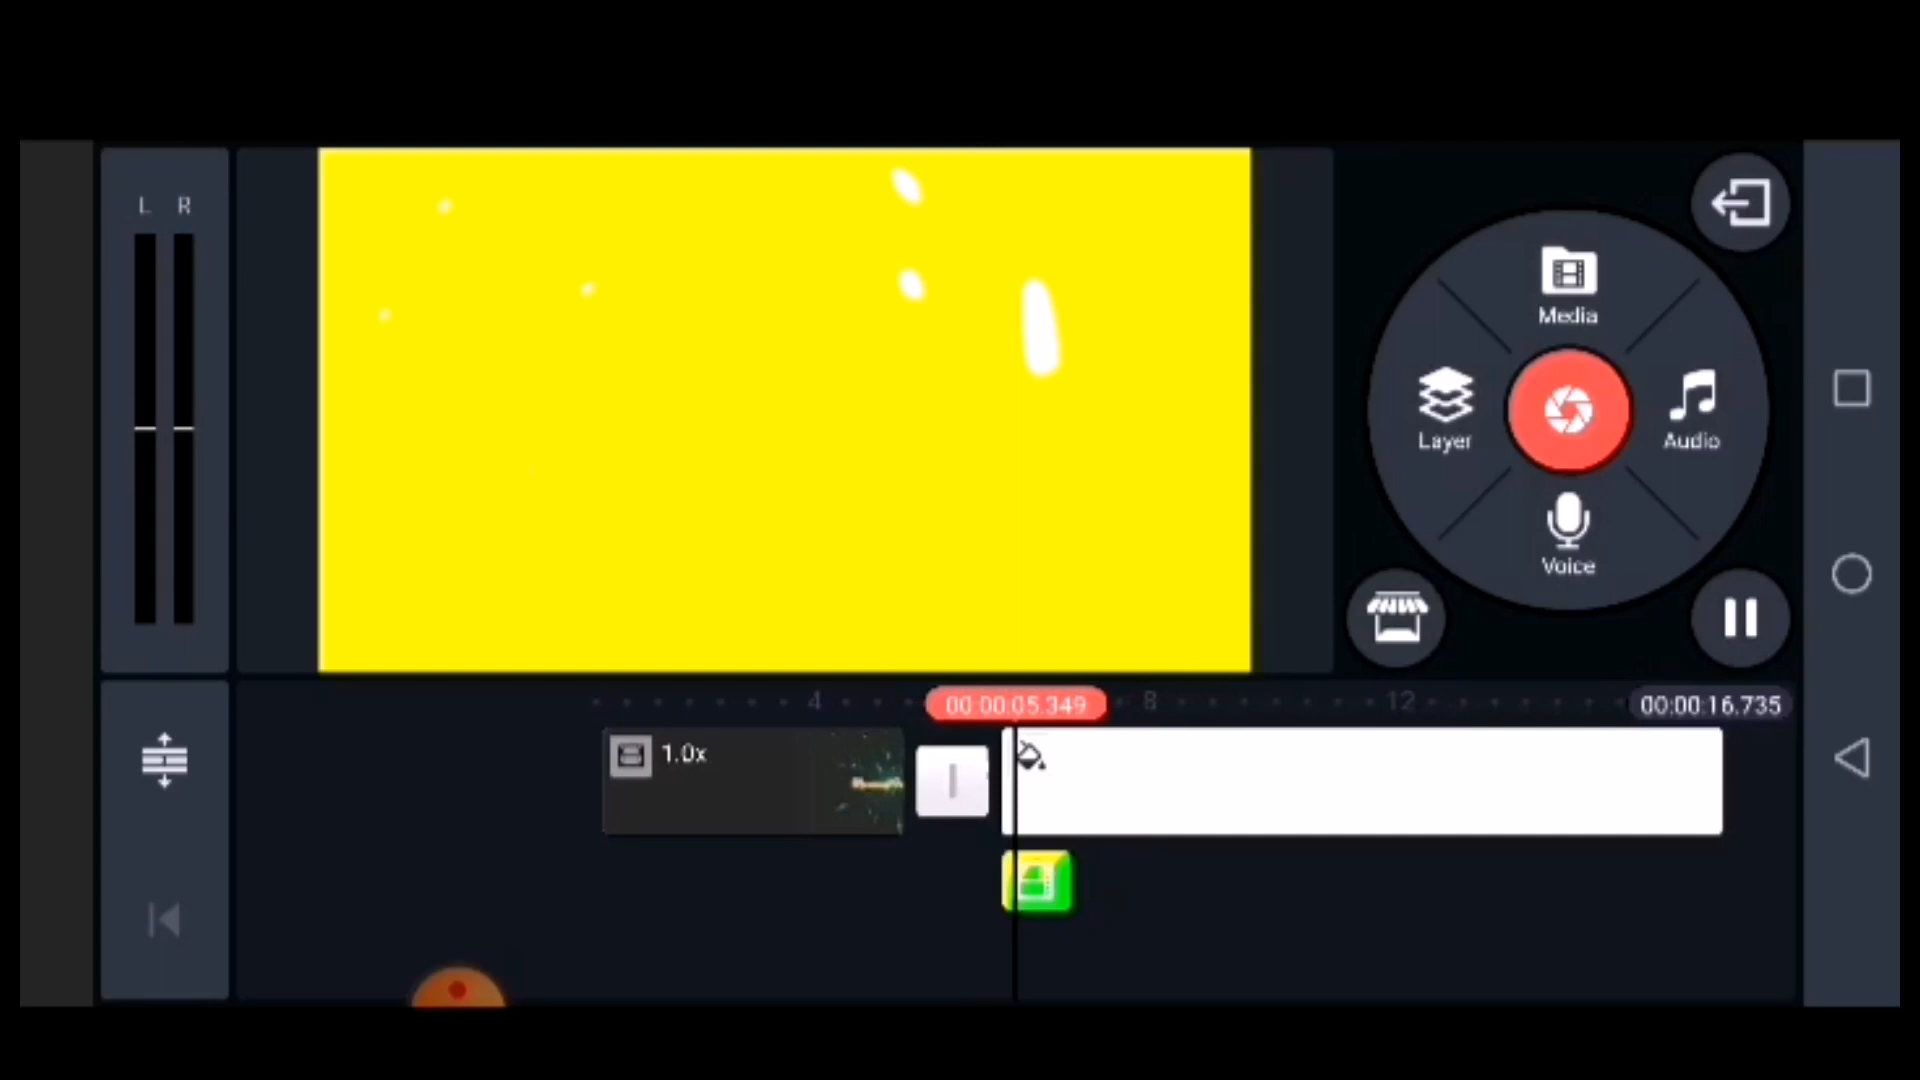 L R
Media
Layer
Audio
Voice
4
00:00:05.349
8
12
00:00:16.735
1.0x